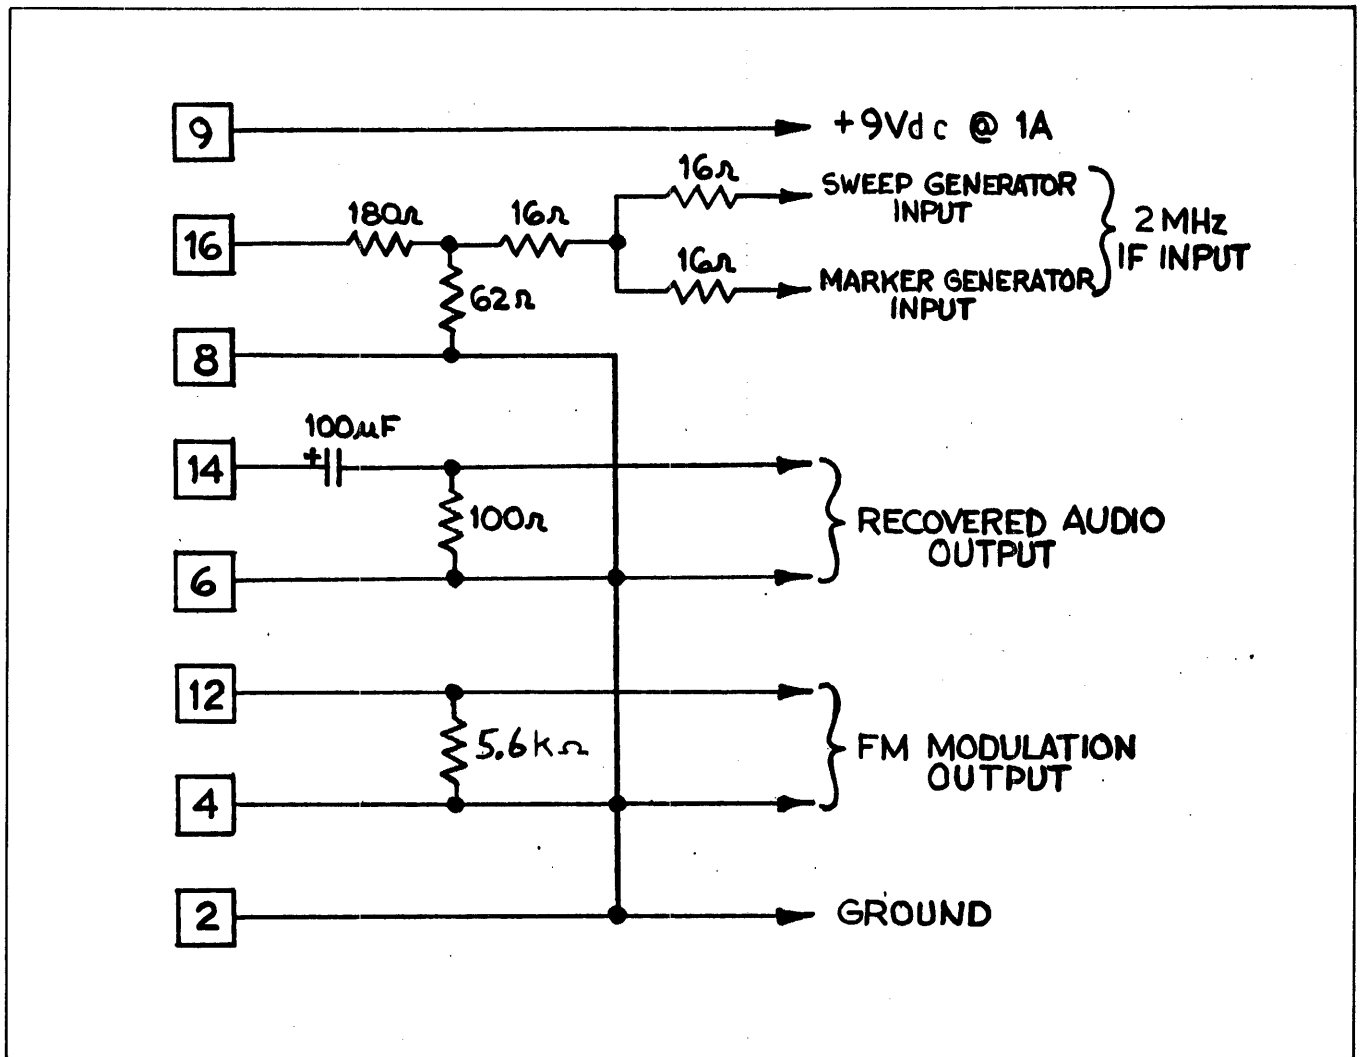 9
+9Vdc @ 1A
16Ω
SWEEP GENERATOR
INPUT
180Ω
16Ω
16
2 MHz
IF INPUT
16Ω
MARKER GENERATOR
INPUT
62Ω
8
100µF
+
14
100Ω
RECOVERED AUDIO
OUTPUT
6
12
5.6kΩ
FM MODULATION
OUTPUT
4
2
GROUND